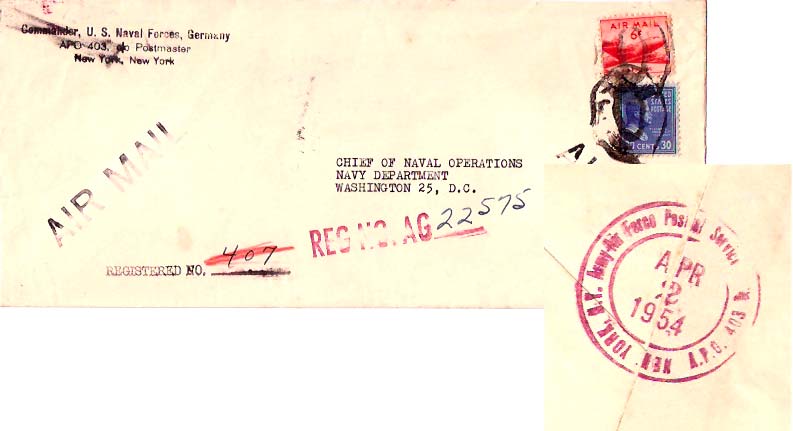 Commander, U. S. Naval Forces, Germany
APO 403, c/o Postmaster
New York, New York
AIR MAIL
6¢
UNITED
STATES
POSTAGE
CENTS 30
AIR MAIL
CHIEF OF NAVAL OPERATIONS
NAVY DEPARTMENT
WASHINGTON 25, D.C.
REG NO. AG 22575
REGISTERED NO. 407
Army-Air Force Postal Service
APR
2
1954
NEW YORK, N.Y. A.P.O. 403